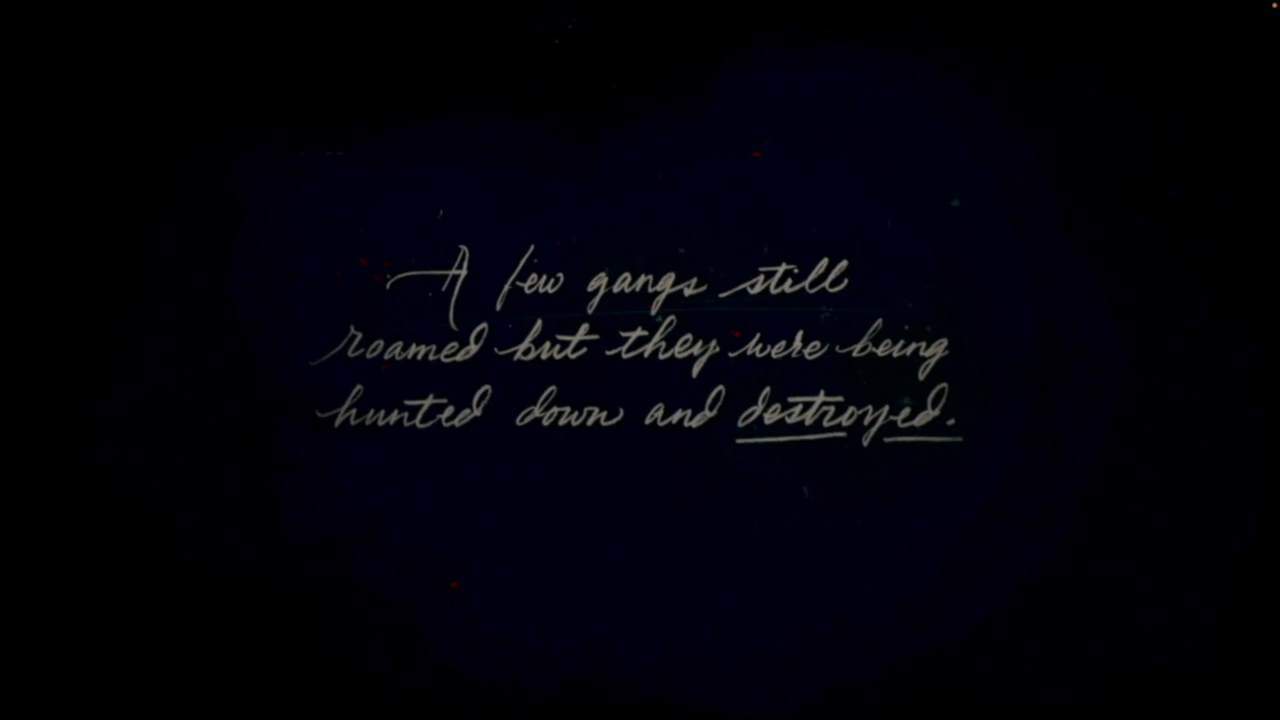 A few gangs still
roamed but they were being
hunted down and destroyed.